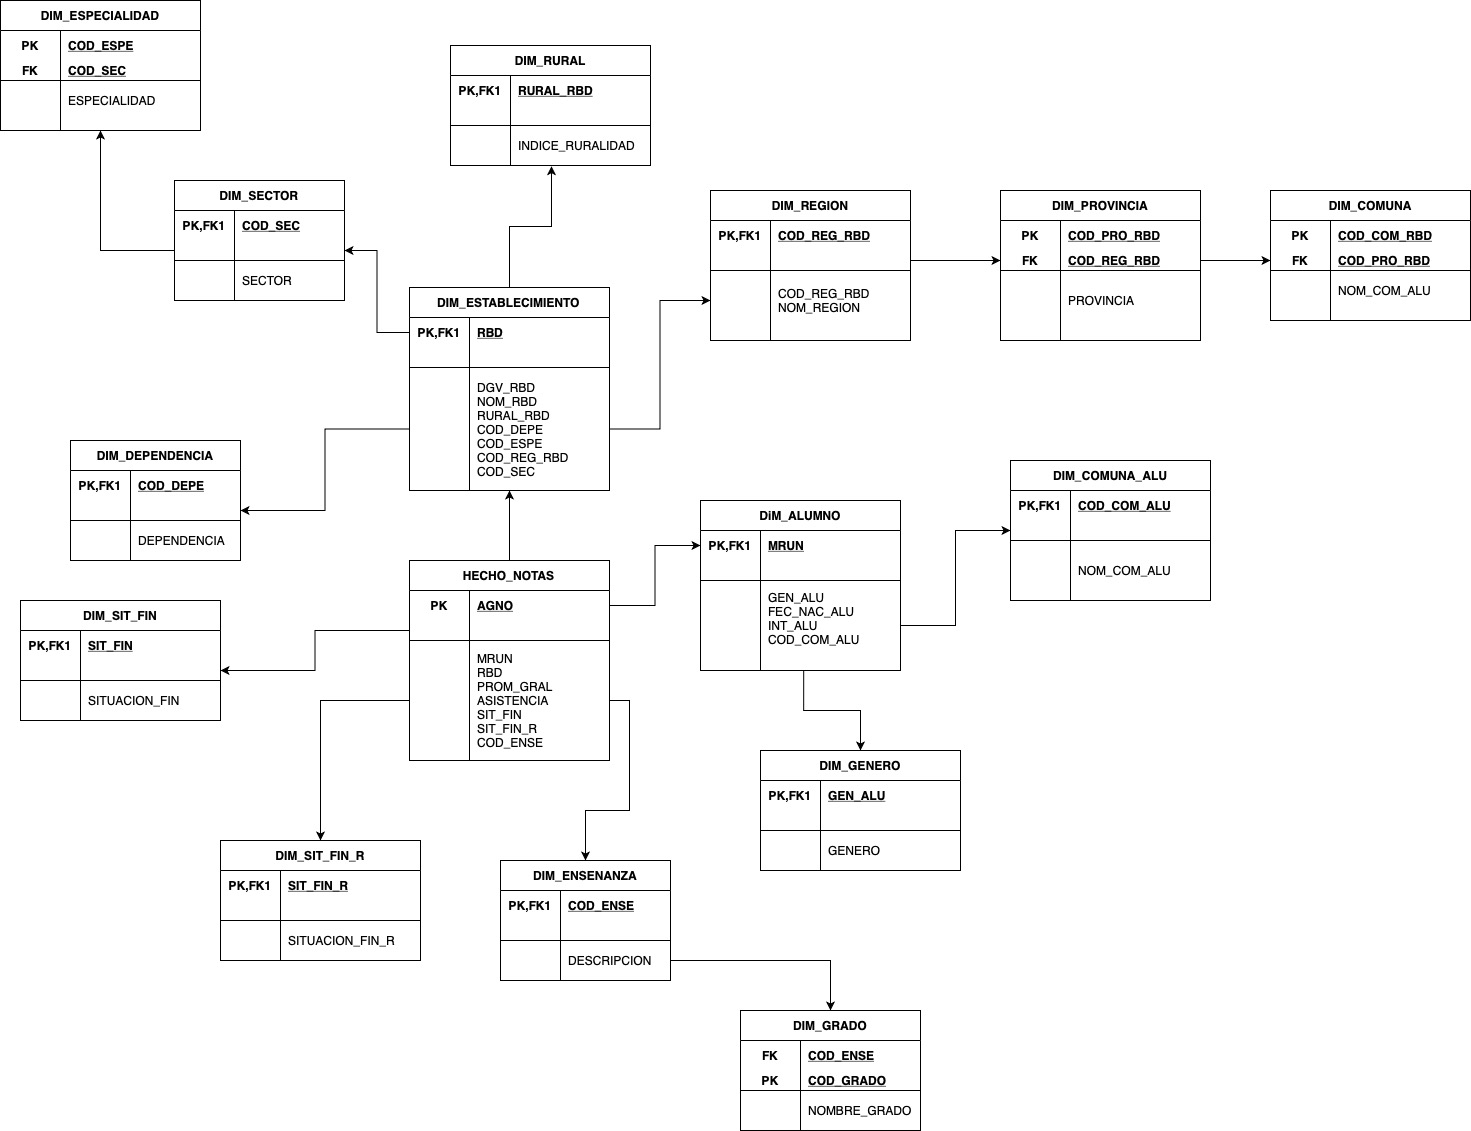 DIM_ESPECIALIDAD
PK COD_ESPE
FK COD_SEC
ESPECIALIDAD
DIM_RURAL
PK,FK1 RURAL_RBD
INDICE_RURALIDAD
DIM_SECTOR
PK,FK1 COD_SEC
SECTOR
DIM_REGION
PK,FK1 COD_REG_RBD
COD_REG_RBD
NOM_REGION
DIM_PROVINCIA
PK COD_PRO_RBD
FK COD_REG_RBD
PROVINCIA
DIM_COMUNA
PK COD_COM_RBD
FK COD_PRO_RBD
NOM_COM_ALU
DIM_ESTABLECIMIENTO
PK,FK1 RBD
DGV_RBD
NOM_RBD
RURAL_RBD
COD_DEPE
COD_ESPE
COD_REG_RBD
COD_SEC
DIM_DEPENDENCIA
PK,FK1 COD_DEPE
DEPENDENCIA
DIM_COMUNA_ALU
PK,FK1 COD_COM_ALU
NOM_COM_ALU
DiM_ALUMNO
PK,FK1 MRUN
GEN_ALU
FEC_NAC_ALU
INT_ALU
COD_COM_ALU
HECHO_NOTAS
PK AGNO
MRUN
RBD
PROM_GRAL
ASISTENCIA
SIT_FIN
SIT_FIN_R
COD_ENSE
DIM_SIT_FIN
PK,FK1 SIT_FIN
SITUACION_FIN
DIM_GENERO
PK,FK1 GEN_ALU
GENERO
DIM_SIT_FIN_R
PK,FK1 SIT_FIN_R
SITUACION_FIN_R
DIM_ENSENANZA
PK,FK1 COD_ENSE
DESCRIPCION
DIM_GRADO
FK COD_ENSE
PK COD_GRADO
NOMBRE_GRADO